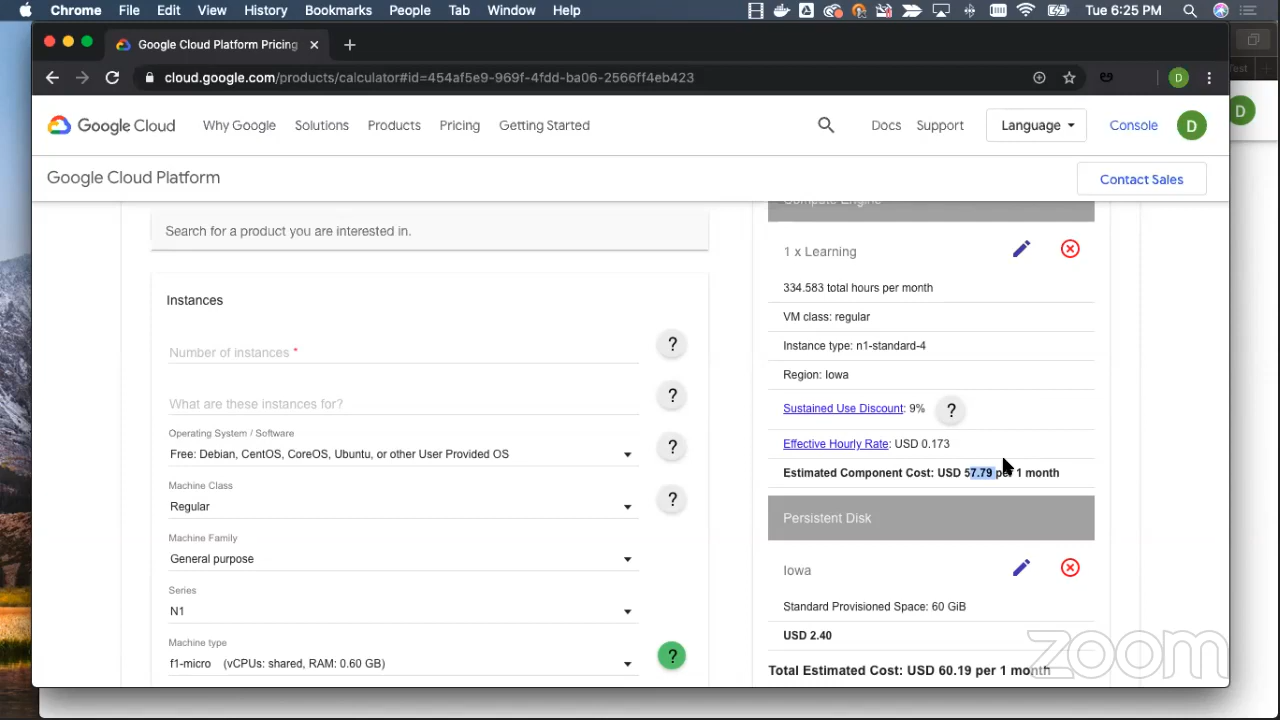 Chrome File Edit View History Bookmarks People Tab Window Help Tue 6:25 PM
Google Cloud Platform Pricing
cloud.google.com/products/calculator#id=454af5e9-969f-4fdd-ba06-2566ff4eb423 D
Test
Google Cloud Why Google Solutions Products Pricing Getting Started Docs Support Language Console D
D
Google Cloud Platform Contact Sales
Search for a product you are interested in.
Instances
Number of instances * ?
What are these instances for? ?
Operating System / Software
Free: Debian, CentOS, CoreOS, Ubuntu, or other User Provided OS ?
Machine Class
Regular ?
Machine Family
General purpose
Series
N1
Machine type
f1-micro (vCPUs: shared, RAM: 0.60 GB) ?
Compute Engine
1 x Learning
334.583 total hours per month
VM class: regular
Instance type: n1-standard-4
Region: Iowa
Sustained Use Discount: 9% ?
Effective Hourly Rate: USD 0.173
Estimated Component Cost: USD 57.79 per 1 month
Persistent Disk
Iowa
Standard Provisioned Space: 60 GiB
USD 2.40
Total Estimated Cost: USD 60.19 per 1 month
zoom